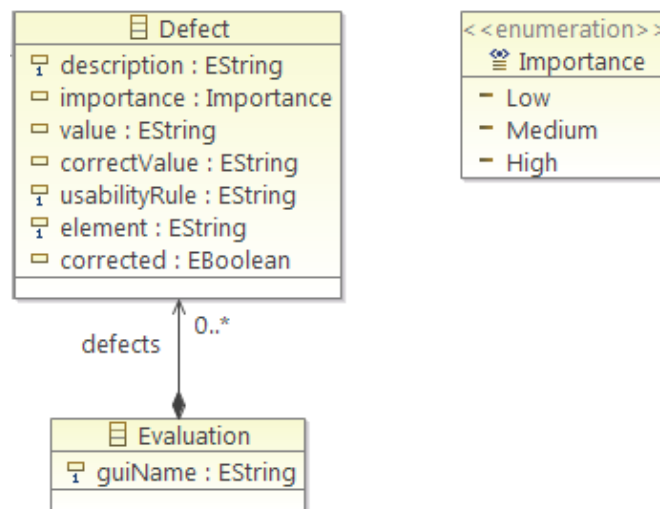 Defect
description : EString
importance : Importance
value : EString
correctValue : EString
usabilityRule : EString
element : EString
corrected : EBoolean
<<enumeration>>
Importance
Low
Medium
High
0..*
defects
Evaluation
guiName : EString